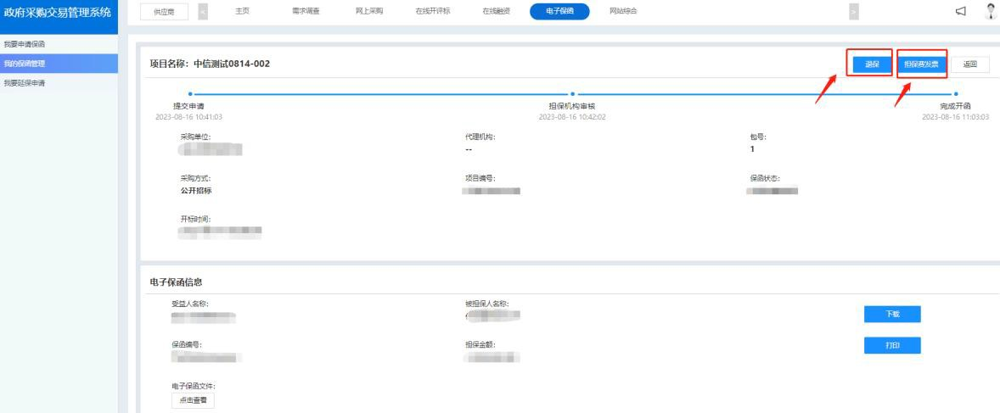 政府采购交易管理系统
供应商
<
主页
需求调查
网上采购
在线开评标
在线融资
电子保函
网站综合
>
我要申请保函
我的保函管理
我要延保申请
项目名称：中信测试0814-002
退保
担保费发票
返回
提交申请
2023-08-16 10:41:03
担保机构审核
2023-08-16 10:42:02
完成开函
2023-08-16 11:03:03
采购单位：
代理机构：
--
包号：
1
采购方式：
公开招标
项目编号：
保函状态：
开标时间：
电子保函信息
受益人名称：
被担保人名称：
下载
保函编号：
担保金额：
打印
电子保函文件：
点击查看